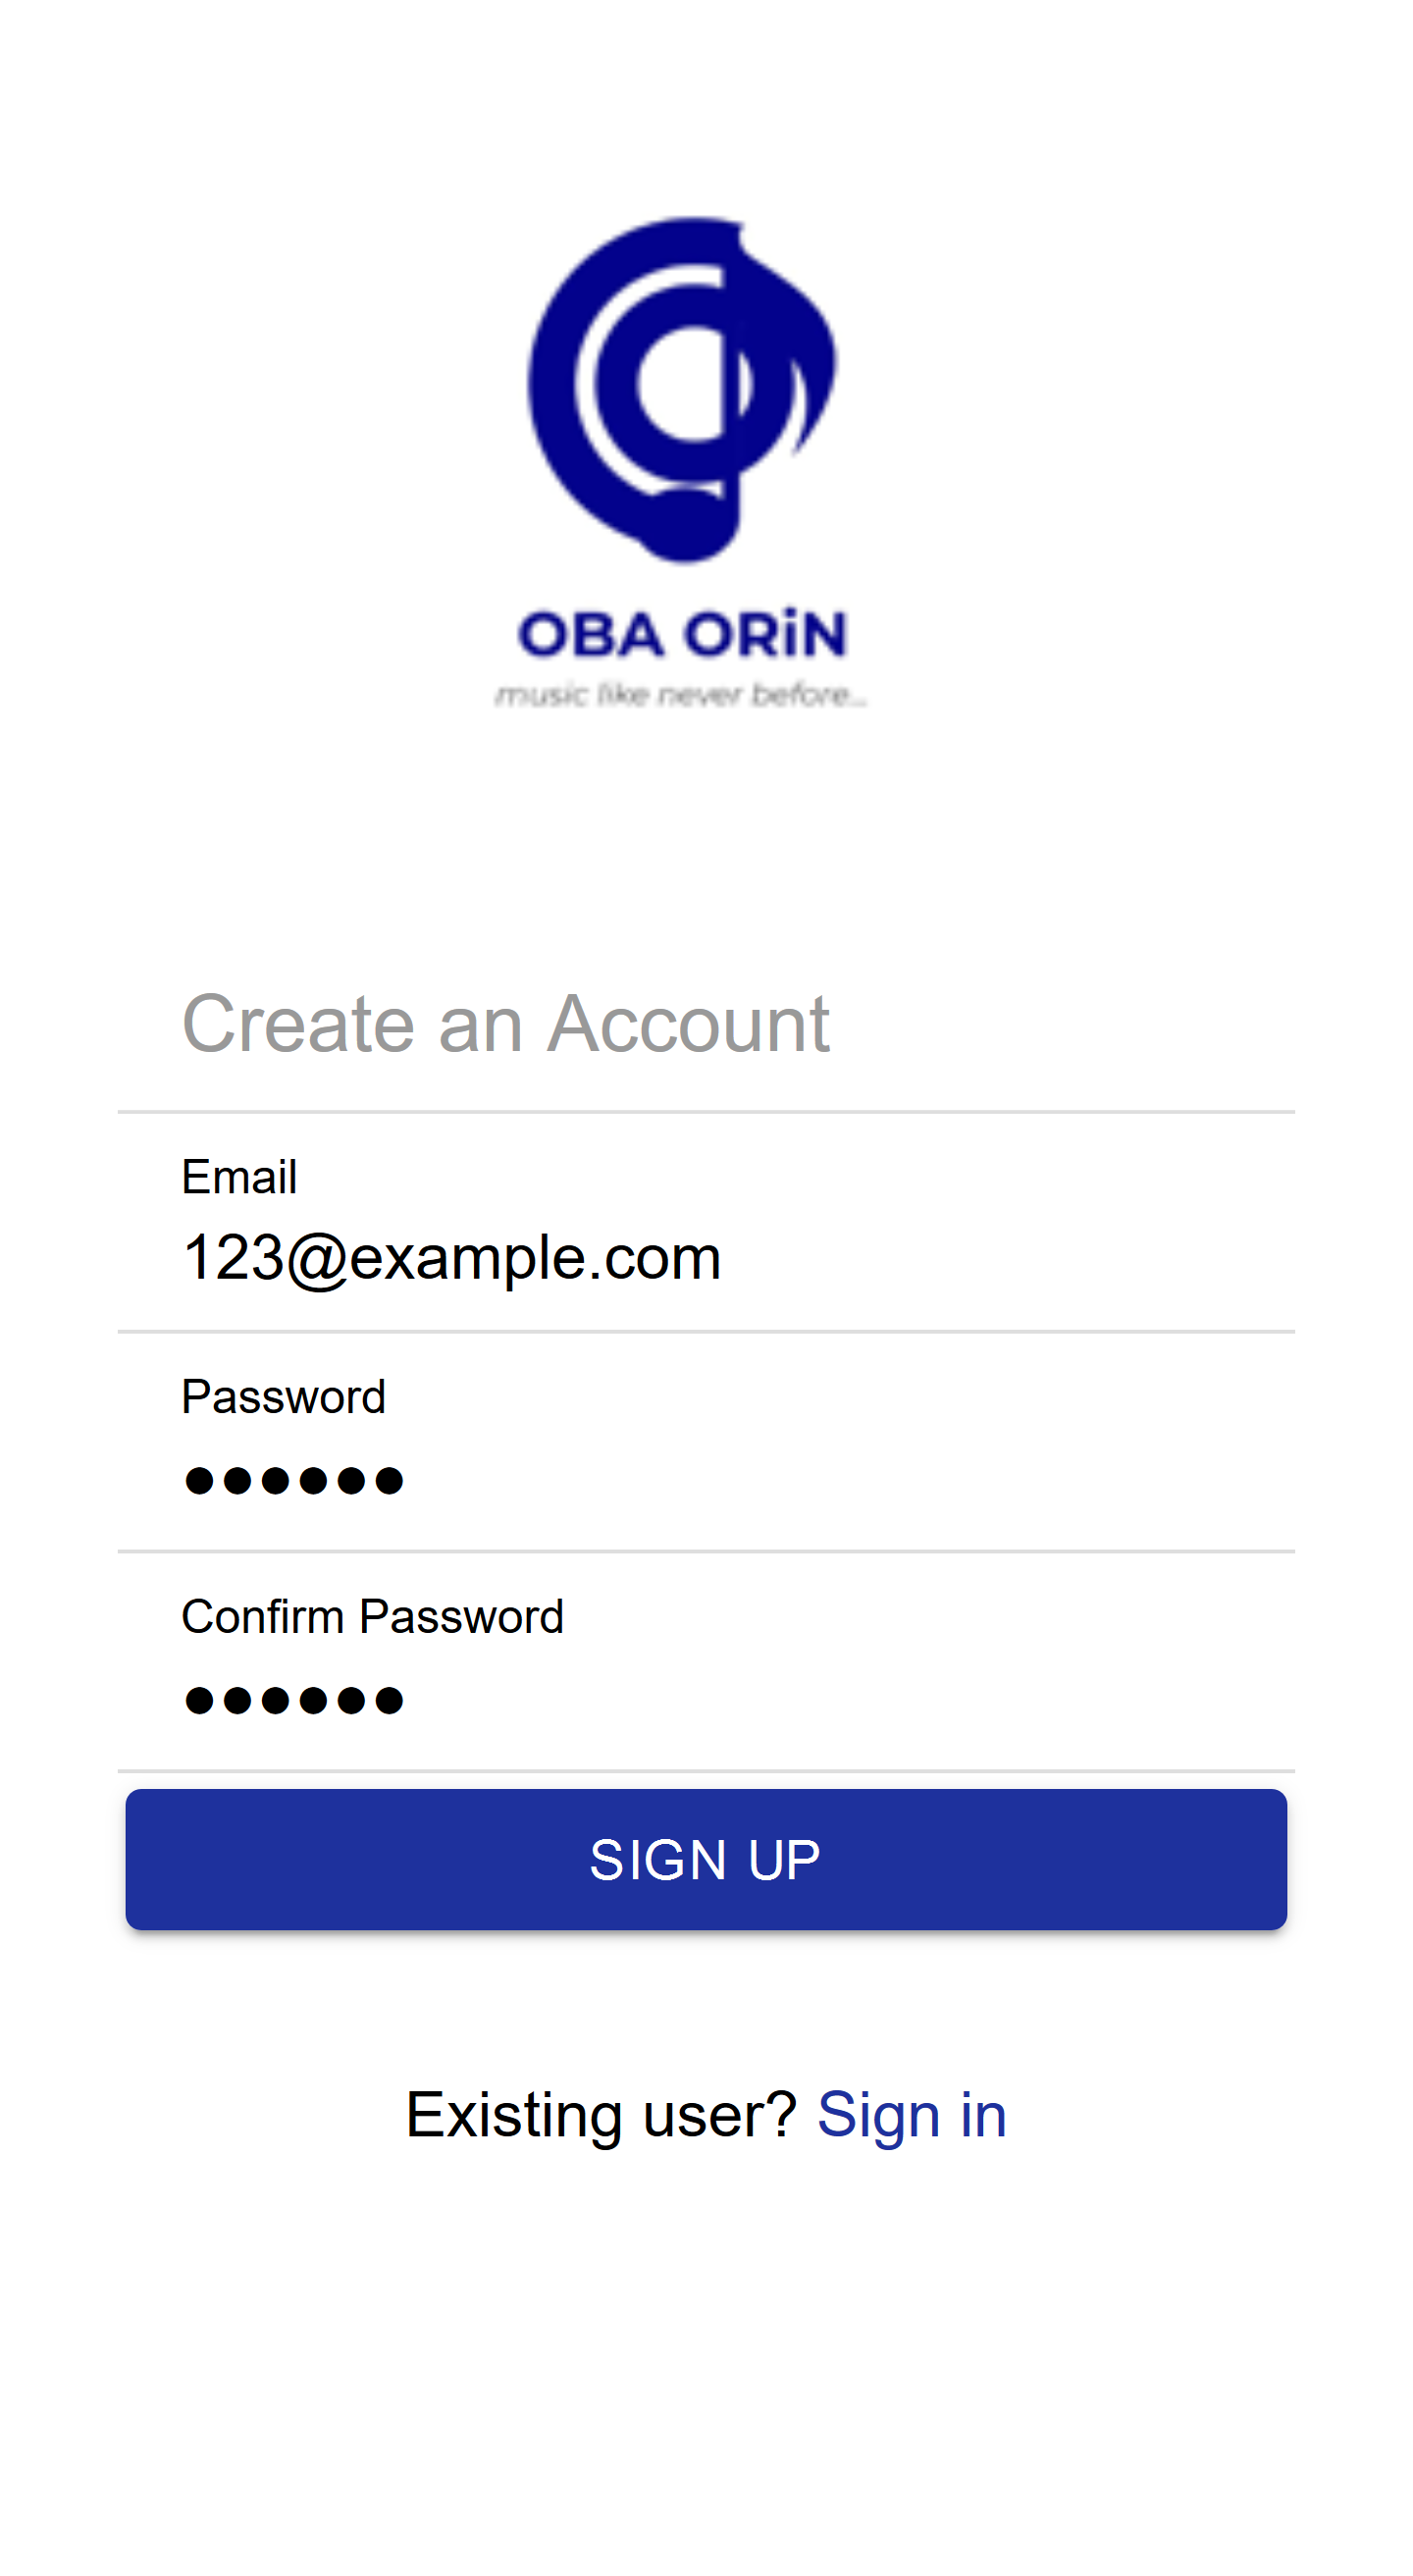 OBA ORiN
music like never before...
Create an Account
Email
123@example.com
Password
●●●●●●
Confirm Password
●●●●●●
SIGN UP
Existing user? Sign in